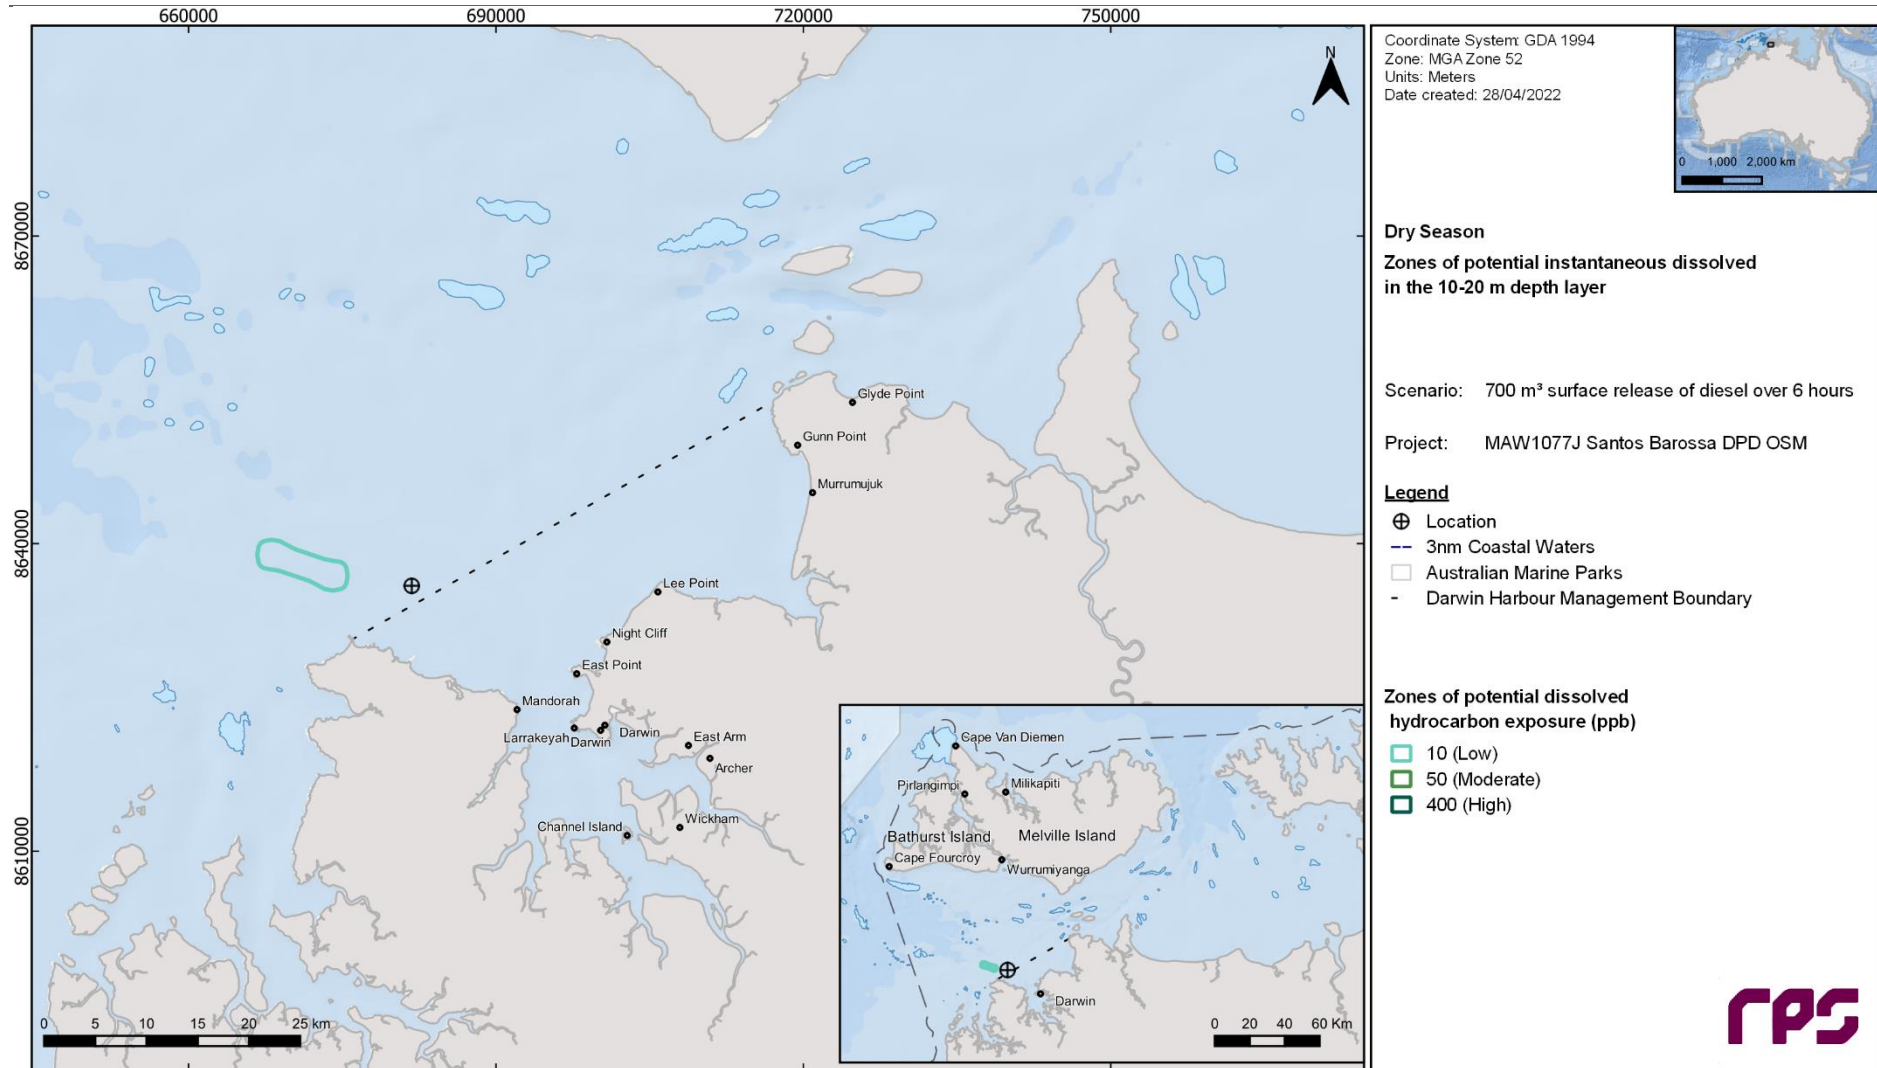 660000
690000
720000
750000
8670000
8640000
8610000
N
Glyde Point
Gunn Point
Murrumujuk
Lee Point
Night Cliff
East Point
Mandorah
Larrakeyah
Darwin
Darwin
East Arm
Archer
Channel Island
Wickham
0 5 10 15 20 25 km
Cape Van Diemen
Pirlangimpi
Milikapiti
Bathurst Island
Melville Island
Cape Fourcroy
Wurrumiyanga
Darwin
0 20 40 60 Km
Coordinate System: GDA 1994
Zone: MGA Zone 52
Units: Meters
Date created: 28/04/2022
0 1,000 2,000 km
Dry Season
Zones of potential instantaneous dissolved
in the 10-20 m depth layer
Scenario: 700 m³ surface release of diesel over 6 hours
Project: MAW1077J Santos Barossa DPD OSM
Legend
Location
3nm Coastal Waters
Australian Marine Parks
Darwin Harbour Management Boundary
Zones of potential dissolved
hydrocarbon exposure (ppb)
10 (Low)
50 (Moderate)
400 (High)
rps